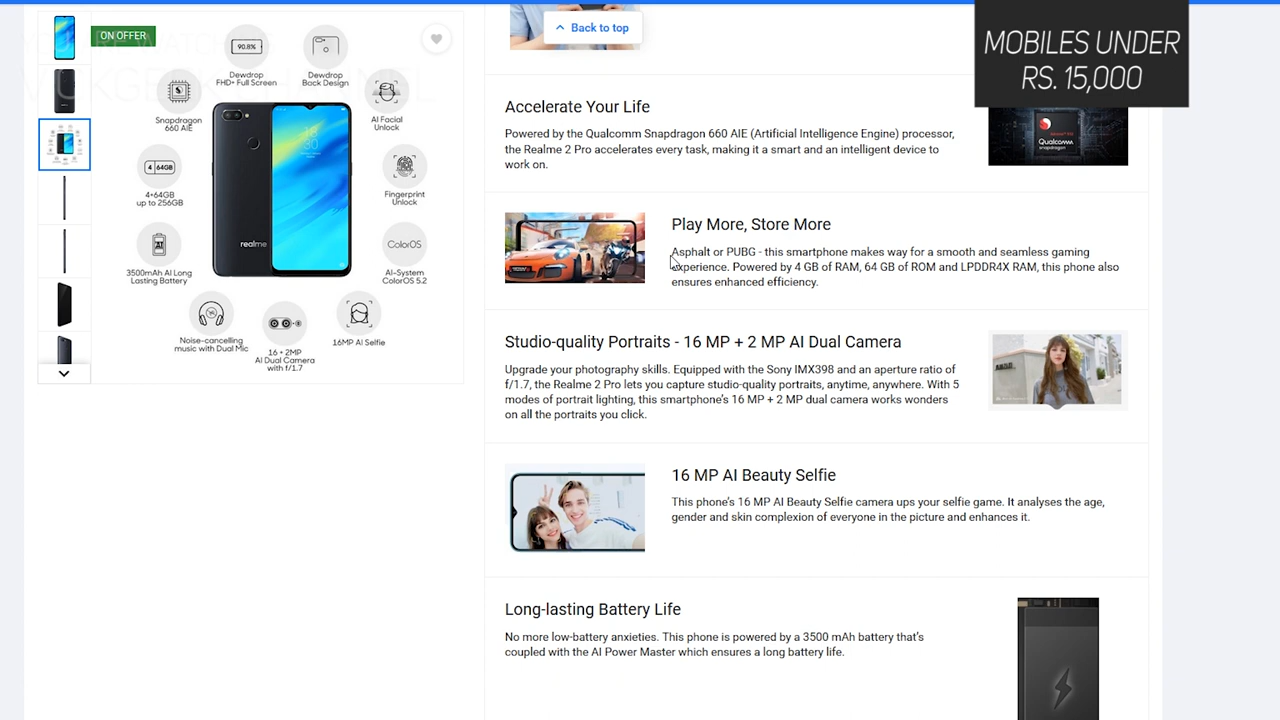 ON OFFER
90.8%
Dewdrop
FHD+ Full Screen
Dewdrop
Back Design
Snapdragon
660 AIE
AI Facial
Unlock
4 64GB
4+64GB
up to 256GB
Fingerprint
Unlock
realme
AI
3500mAh AI Long
Lasting Battery
ColorOS
AI-System
ColorOS 5.2
Noise-cancelling
music with Dual Mic
16 + 2MP
AI Dual Camera
with f/1.7
16MP AI Selfie
Back to top
MOBILES UNDER
RS. 15,000
Accelerate Your Life
Powered by the Qualcomm Snapdragon 660 AIE (Artificial Intelligence Engine) processor,
the Realme 2 Pro accelerates every task, making it a smart and an intelligent device to
work on.
Qualcomm
snapdragon
Play More, Store More
Asphalt or PUBG - this smartphone makes way for a smooth and seamless gaming
experience. Powered by 4 GB of RAM, 64 GB of ROM and LPDDR4X RAM, this phone also
ensures enhanced efficiency.
Studio-quality Portraits - 16 MP + 2 MP AI Dual Camera
Upgrade your photography skills. Equipped with the Sony IMX398 and an aperture ratio of
f/1.7, the Realme 2 Pro lets you capture studio-quality portraits, anytime, anywhere. With 5
modes of portrait lighting, this smartphone's 16 MP + 2 MP dual camera works wonders
on all the portraits you click.
16 MP AI Beauty Selfie
This phone's 16 MP AI Beauty Selfie camera ups your selfie game. It analyses the age,
gender and skin complexion of everyone in the picture and enhances it.
Long-lasting Battery Life
No more low-battery anxieties. This phone is powered by a 3500 mAh battery that's
coupled with the AI Power Master which ensures a long battery life.